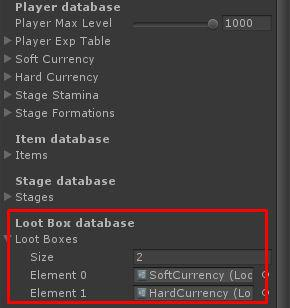 Player database
Player Max Level 1000
Player Exp Table
Soft Currency
Hard Currency
Stage Stamina
Stage Formations
Item database
Items
Stage database
Stages
Loot Box database
Loot Boxes
Size 2
Element 0 SoftCurrency (Loc
Element 1 HardCurrency (Lo